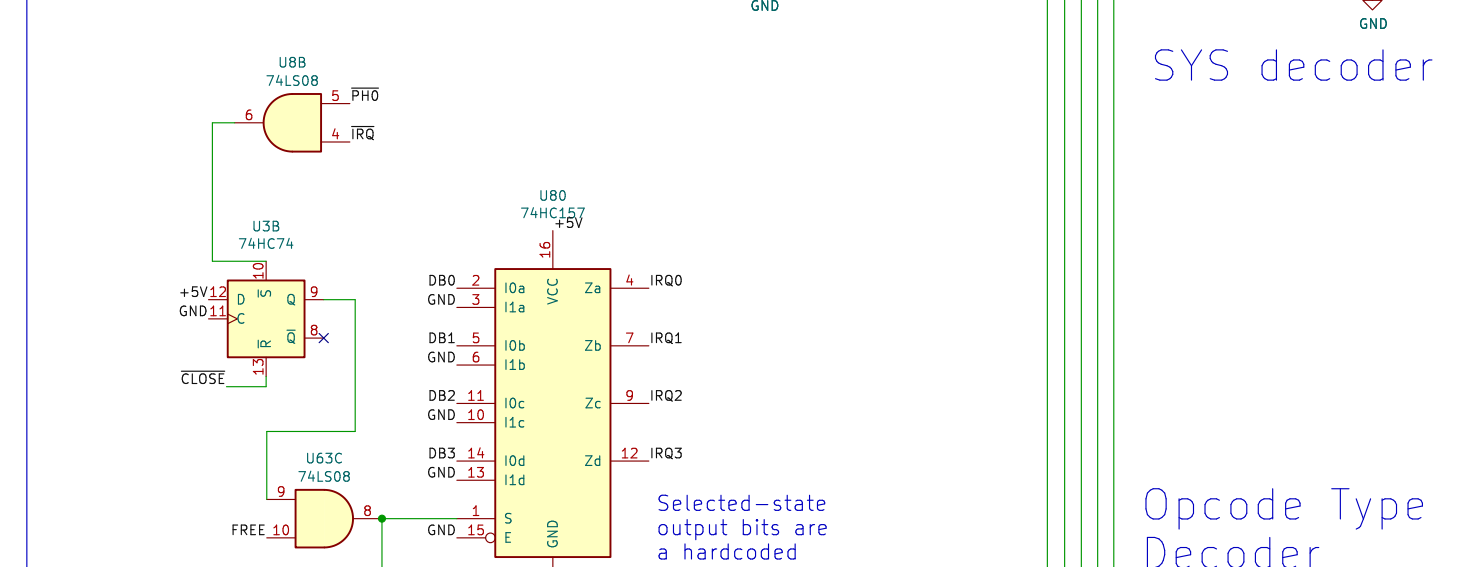 GND
GND
SYS decoder
U8B
74LS08
5 PH0
6
4 IRQ
U80
74HC157
+5V
16
U3B
74HC74
10
+5V 12 D S Q 9
GND 11 C
8 Q
R
13
CLOSE
VCC
DB0 2 I0a Za 4 IRQ0
GND 3 I1a
DB1 5 I0b Zb 7 IRQ1
GND 6 I1b
DB2 11 I0c Zc 9 IRQ2
GND 10 I1c
DB3 14 I0d Zd 12 IRQ3
GND 13 I1d
U63C
74LS08
9
8
FREE 10
1 S
GND 15 E
GND
Selected-state
output bits are
a hardcoded
Opcode Type
Decoder